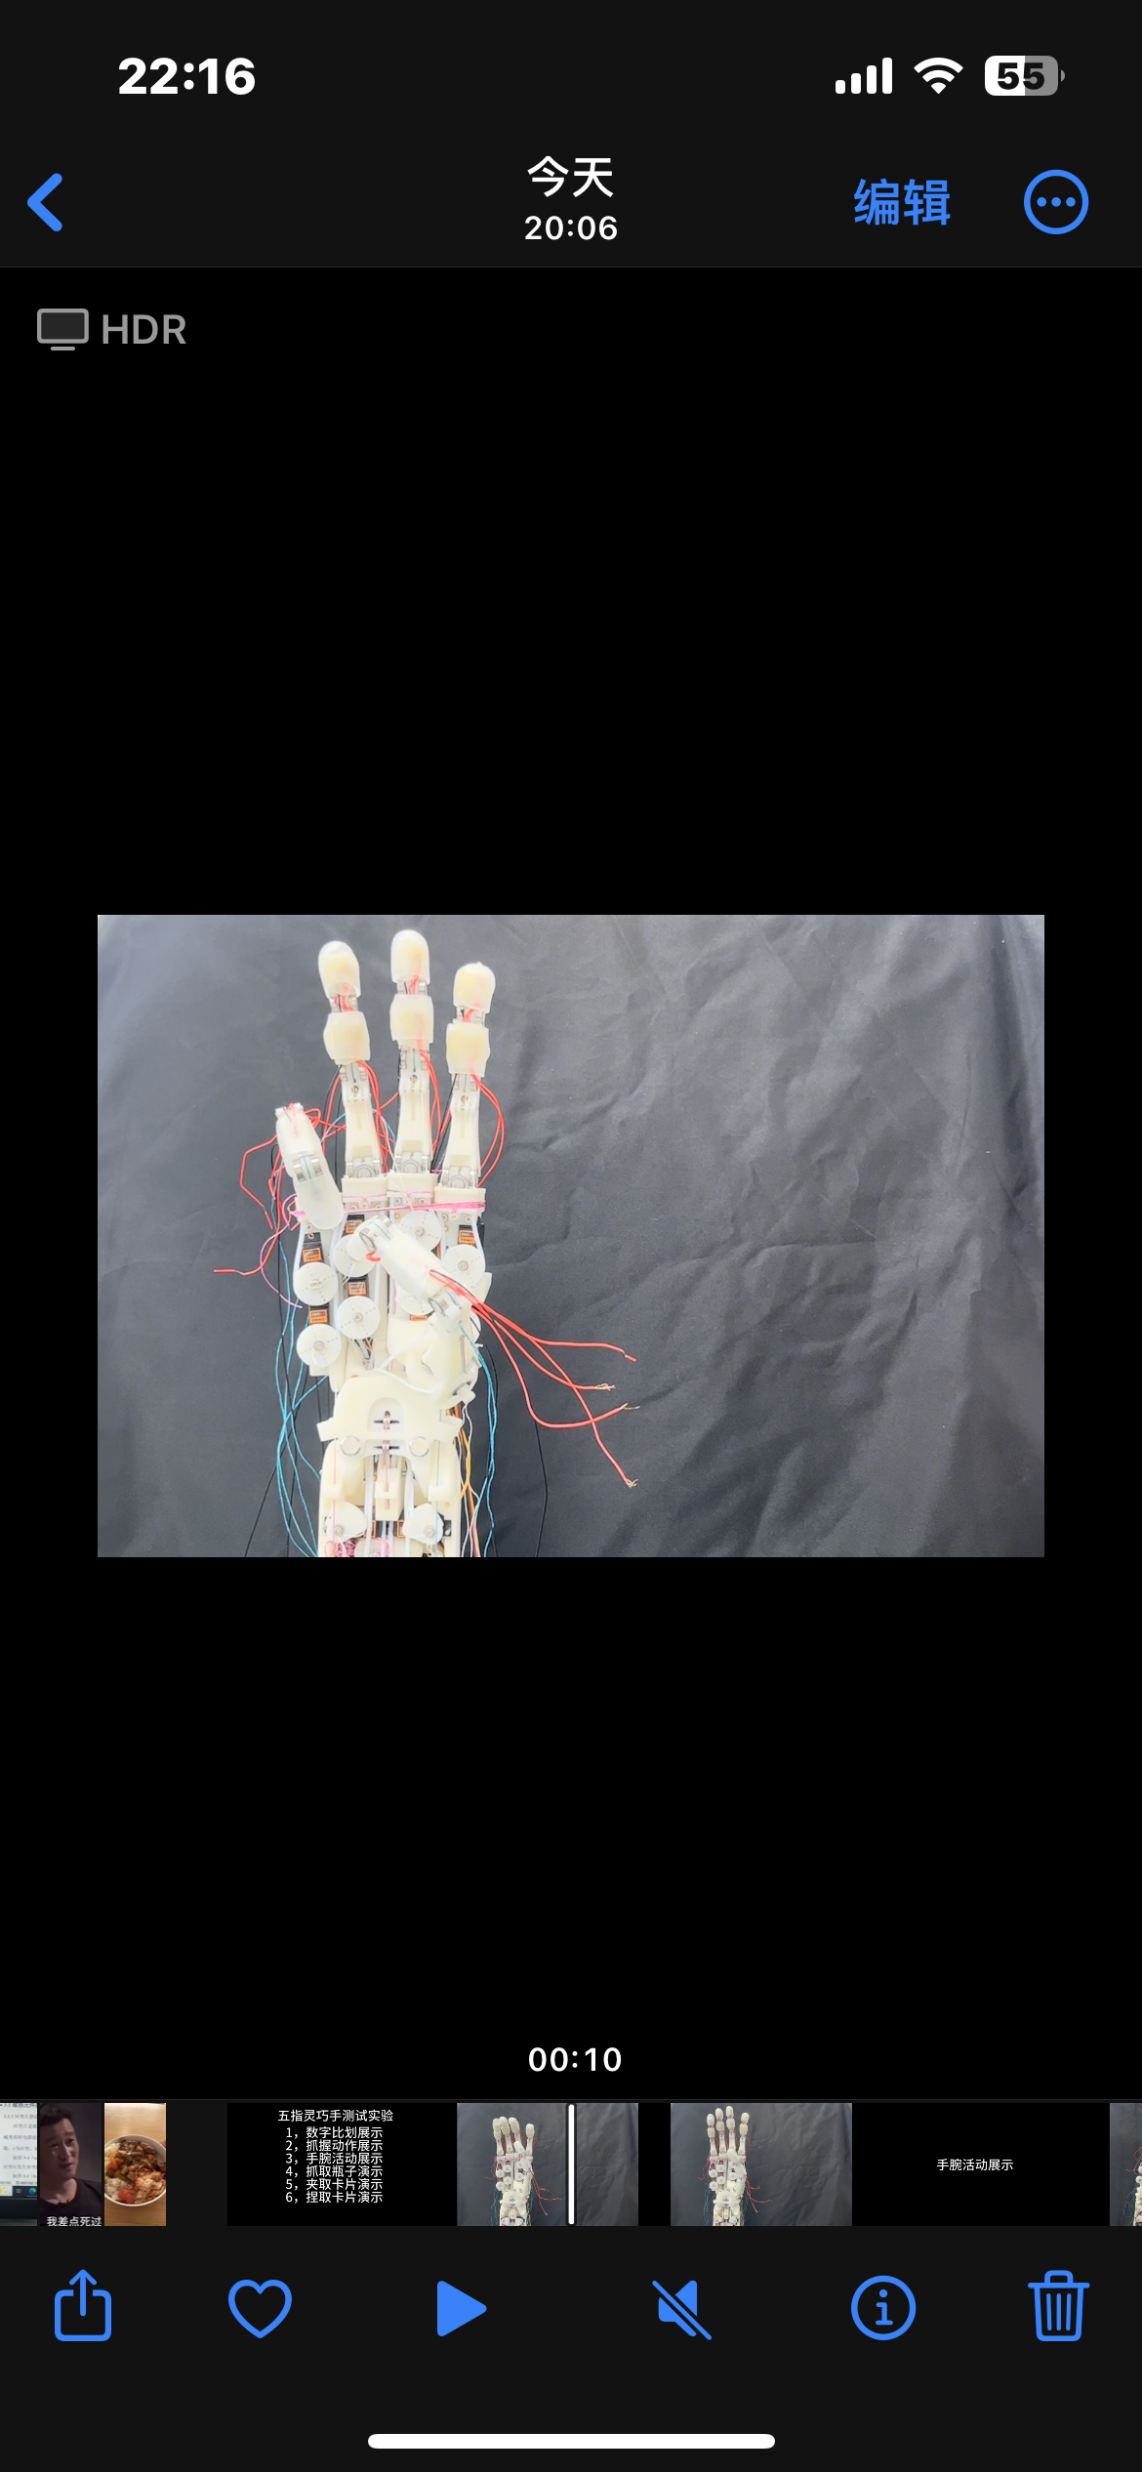 22:16
55
今天
20:06
编辑
HDR
00:10
五指灵巧手测试实验
1，数字比划展示
2，抓握动作展示
3，手腕活动展示
4，抓取瓶子演示
5，夹取卡片演示
6，捏取卡片演示
手腕活动展示
我差点死过